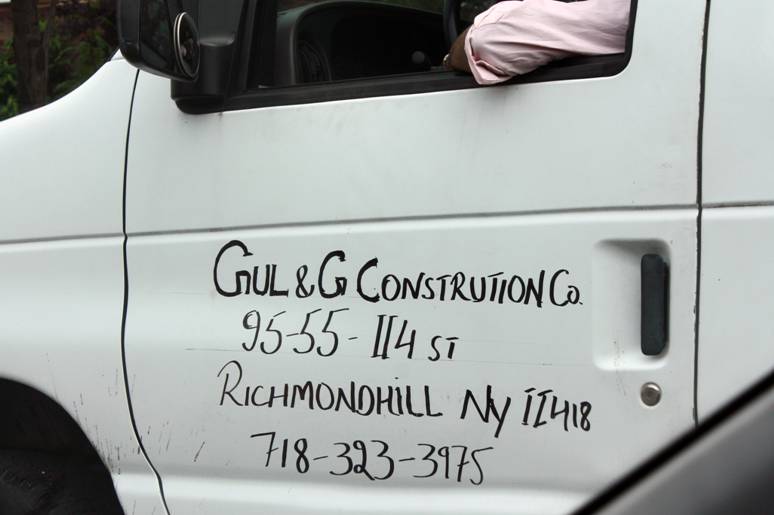 GUL & G CONSTRUTION CO.
95-55-114 ST
RICHMONDHILL NY 11418
718-323-3975